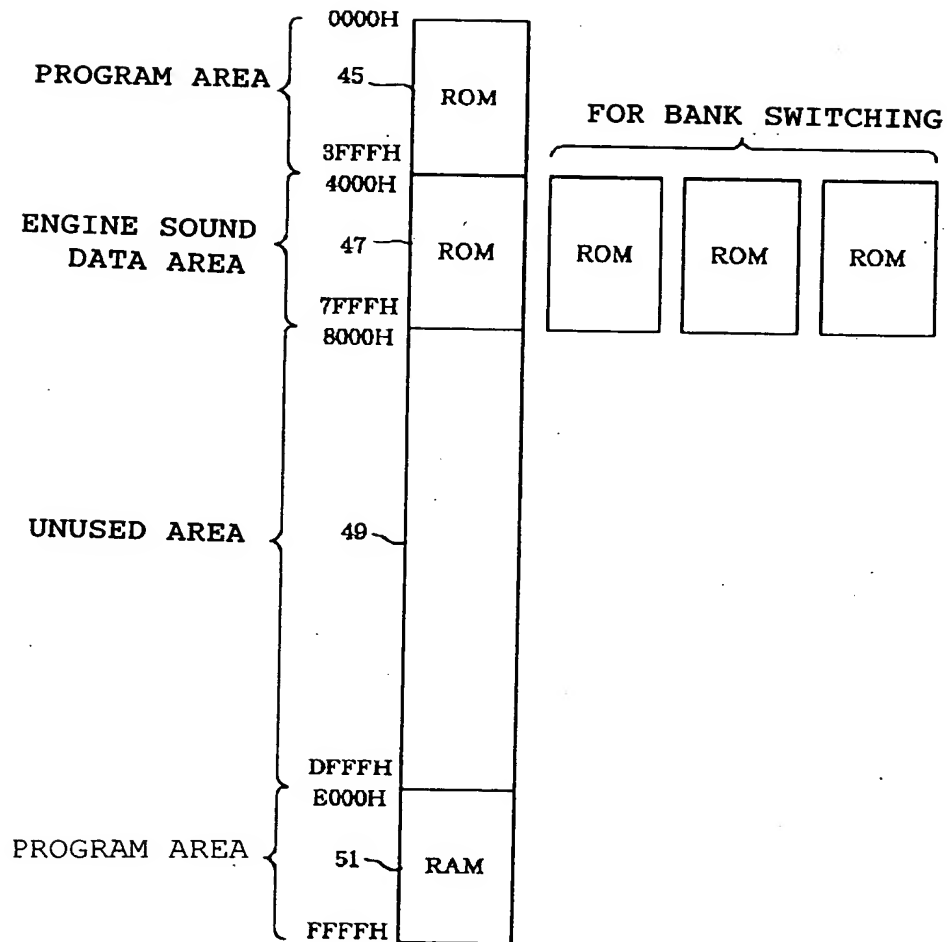 0000H
PROGRAM AREA
45
ROM
FOR BANK SWITCHING
3FFFH
4000H
ENGINE SOUND
DATA AREA
47
ROM
ROM
ROM
ROM
7FFFH
8000H
UNUSED AREA
49
DFFFH
E000H
PROGRAM AREA
51
RAM
FFFFH